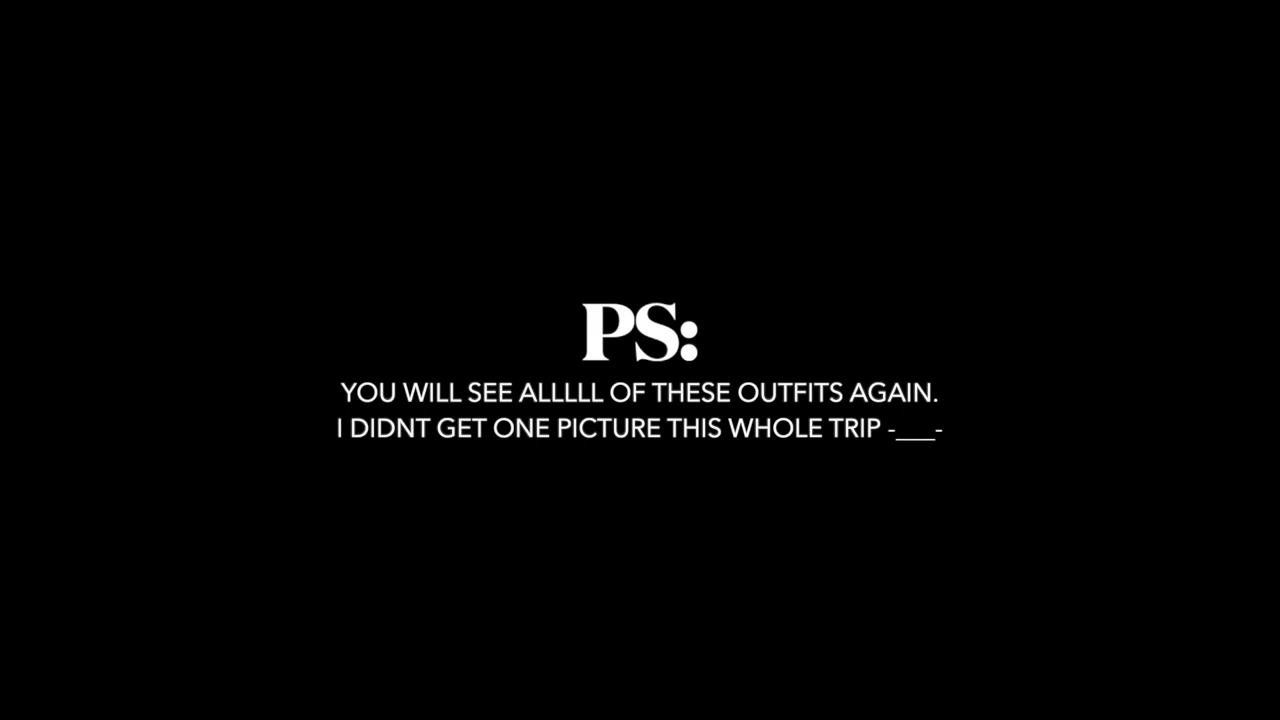 PS:
YOU WILL SEE ALLLLL OF THESE OUTFITS AGAIN.
I DIDNT GET ONE PICTURE THIS WHOLE TRIP -___-